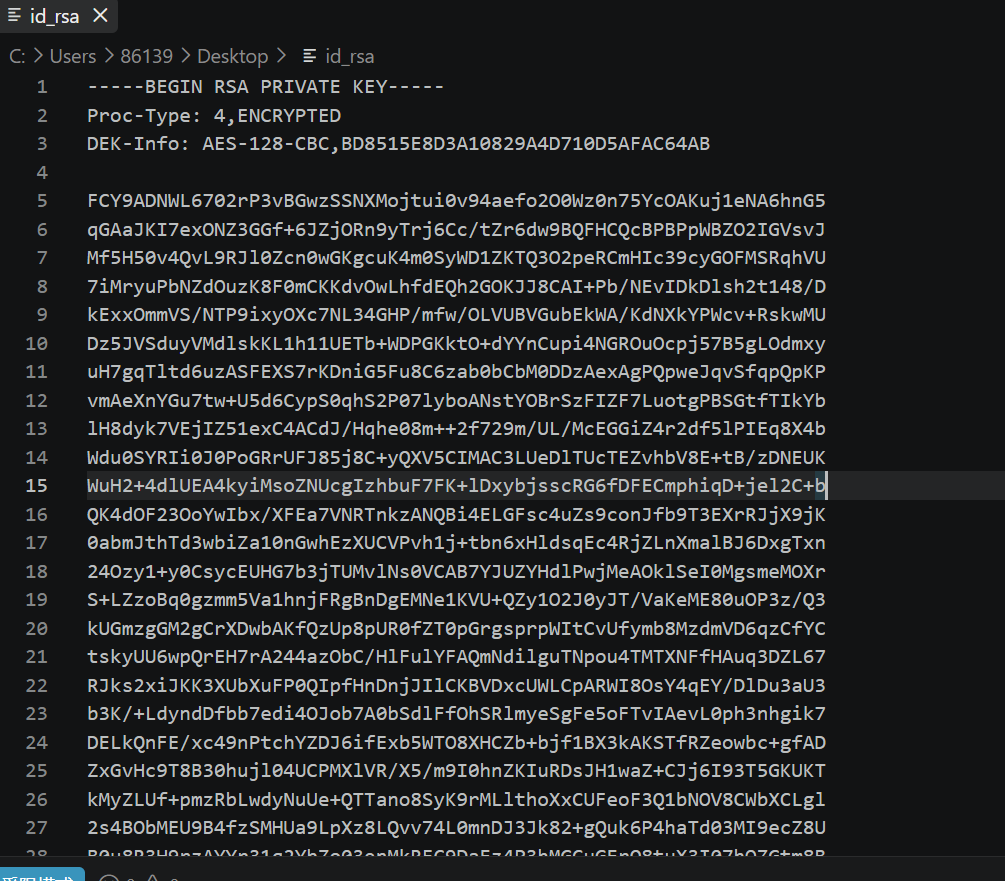 id_rsa
C: > Users > 86139 > Desktop > id_rsa
1 -----BEGIN RSA PRIVATE KEY-----
2 Proc-Type: 4,ENCRYPTED
3 DEK-Info: AES-128-CBC,BD8515E8D3A10829A4D710D5AFAC64AB
4
5 FCY9ADNWL6702rP3vBGwzSSNXMojtui0v94aefo2O0Wz0n75YcOAKuj1eNA6hnG5
6 qGAaJKI7exONZ3GGf+6JZjORn9yTrj6Cc/tZr6dw9BQFHCQcBPBPpWBZO2IGVsvJ
7 Mf5H50v4QvL9RJl0Zcn0wGKgcuK4m0SyWD1ZKTQ3O2peRCmHIc39cyGOFMSRqhVU
8 7iMryuPbNZdOuzK8F0mCKKdvOwLhfdEQh2GOKJJ8CAI+Pb/NEvIDkDlsh2t148/D
9 kExxOmmVS/NTP9ixyOXc7NL34GHP/mfw/OLVUBVGubEkWA/KdNXkYPWcv+RskwMU
10 Dz5JVSduyVMdlskKL1h11UETb+WDPGKktO+dYYnCupi4NGROuOcpj57B5gLOdmxy
11 uH7gqTltd6uzASFEXS7rKDniG5Fu8C6zab0bCbM0DDzAexAgPQpweJqvSfqpQpKP
12 vmAeXnYGu7tw+U5d6CypS0qhS2P07lyboANstYOBrSzFIZF7LuotgPBSGtfTIkYb
13 lH8dyk7VEjIZ51exC4ACdJ/Hqhe08m++2f729m/UL/McEGGiZ4r2df5lPIEq8X4b
14 Wdu0SYRIi0J0PoGRrUFJ85j8C+yQXV5CIMAC3LUeDlTUcTEZvhbV8E+tB/zDNEUK
15 WuH2+4dlUEA4kyiMsoZNUcgIzhbuF7FK+lDxybjsscRG6fDFECmphiqD+jel2C+b
16 QK4dOF23OoYwIbx/XFEa7VNRTnkzANQBi4ELGFsc4uZs9conJfb9T3EXrRJjX9jK
17 0abmJthTd3wbiZa10nGwhEzXUCVPvh1j+tbn6xHldsqEc4RjZLnXmalBJ6DxgTxn
18 24Ozy1+y0CsycEUHG7b3jTUMvlNs0VCAB7YJUZYHdlPwjMeAOklSeI0MgsmeMOXr
19 S+LZzoBq0gzmm5Va1hnjFRgBnDgEMNe1KVU+QZy1O2J0yJT/VaKeME80uOP3z/Q3
20 kUGmzgGM2gCrXDwbAKfQzUp8pUR0fZT0pGrgsprpWItCvUfymb8MzdmVD6qzCfYC
21 tskyUU6wpQrEH7rA244azObC/HlFulYFAQmNdilguTNpou4TMTXNFfHAuq3DZL67
22 RJks2xiJKK3XUbXuFP0QIpfHnDnjJIlCKBVDxcUWLCpARWI8OsY4qEY/DlDu3aU3
23 b3K/+LdyndDfbb7edi4OJob7A0bSdlFfOhSRlmyeSgFe5oFTvIAevL0ph3nhgik7
24 DELkQnFE/xc49nPtchYZDJ6ifExb5WTO8XHCZb+bjf1BX3kAKSTfRZeowbc+gfAD
25 ZxGvHc9T8B30hujl04UCPMXlVR/X5/m9I0hnZKIuRDsJH1waZ+CJj6I93T5GKUKT
26 kMyZLUf+pmzRbLwdyNuUe+QTTano8SyK9rMLlthoXxCUFeoF3Q1bNOV8CWbXCLgl
27 2s4BObMEU9B4fzSMHUa9LpXz8LQvv74L0mnDJ3Jk82+gQuk6P4haTd03MI9ecZ8U